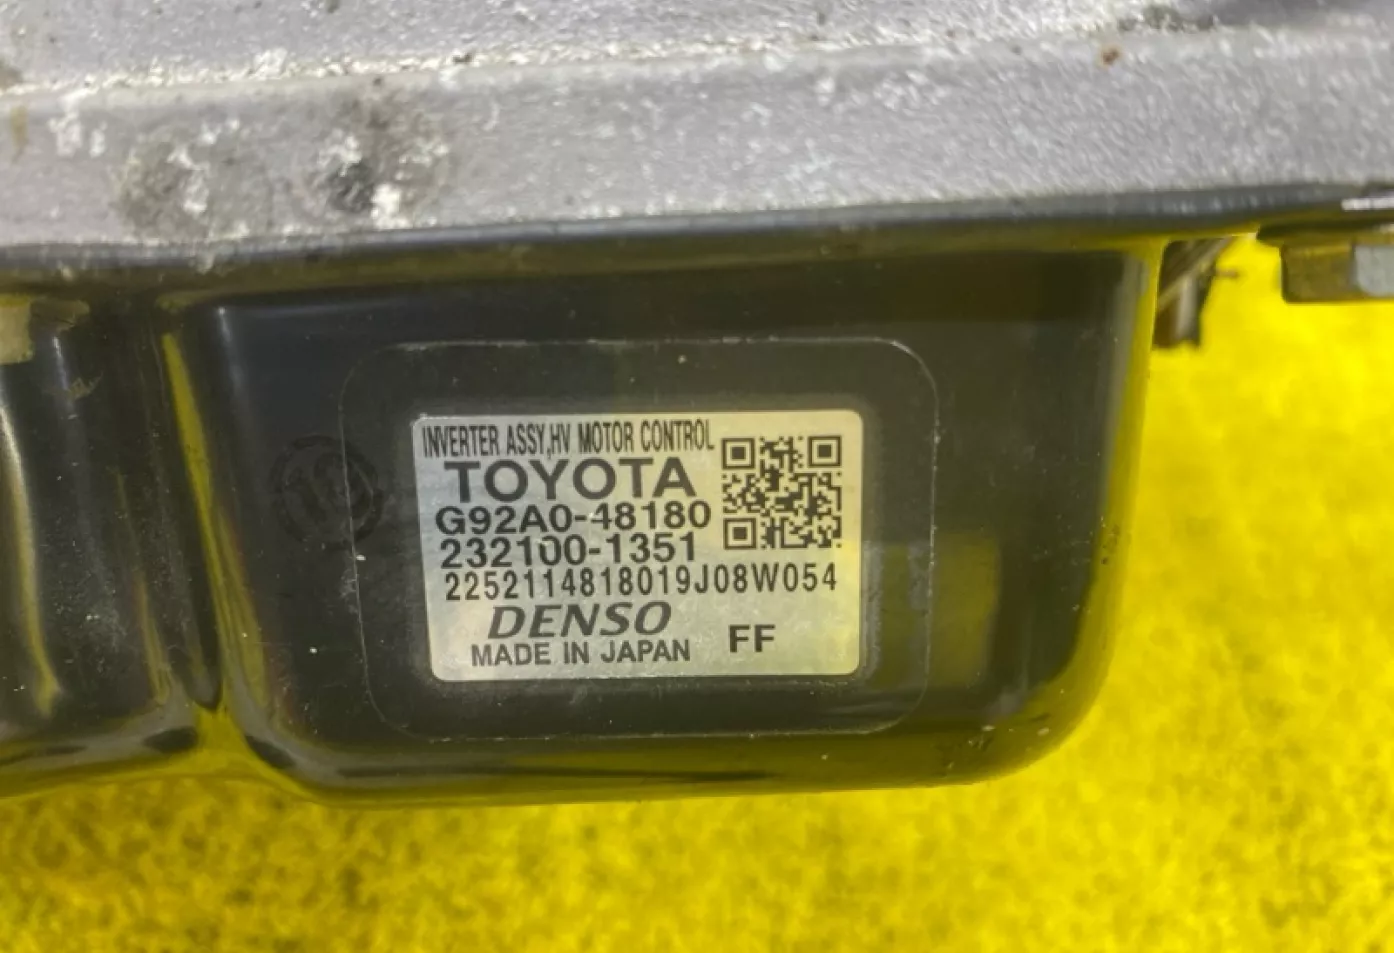 INVERTER ASSY,HV MOTOR CONTROL
TOYOTA
G92A0-48180
232100-1351
2252114818019J08W054
DENSO
MADE IN JAPAN FF